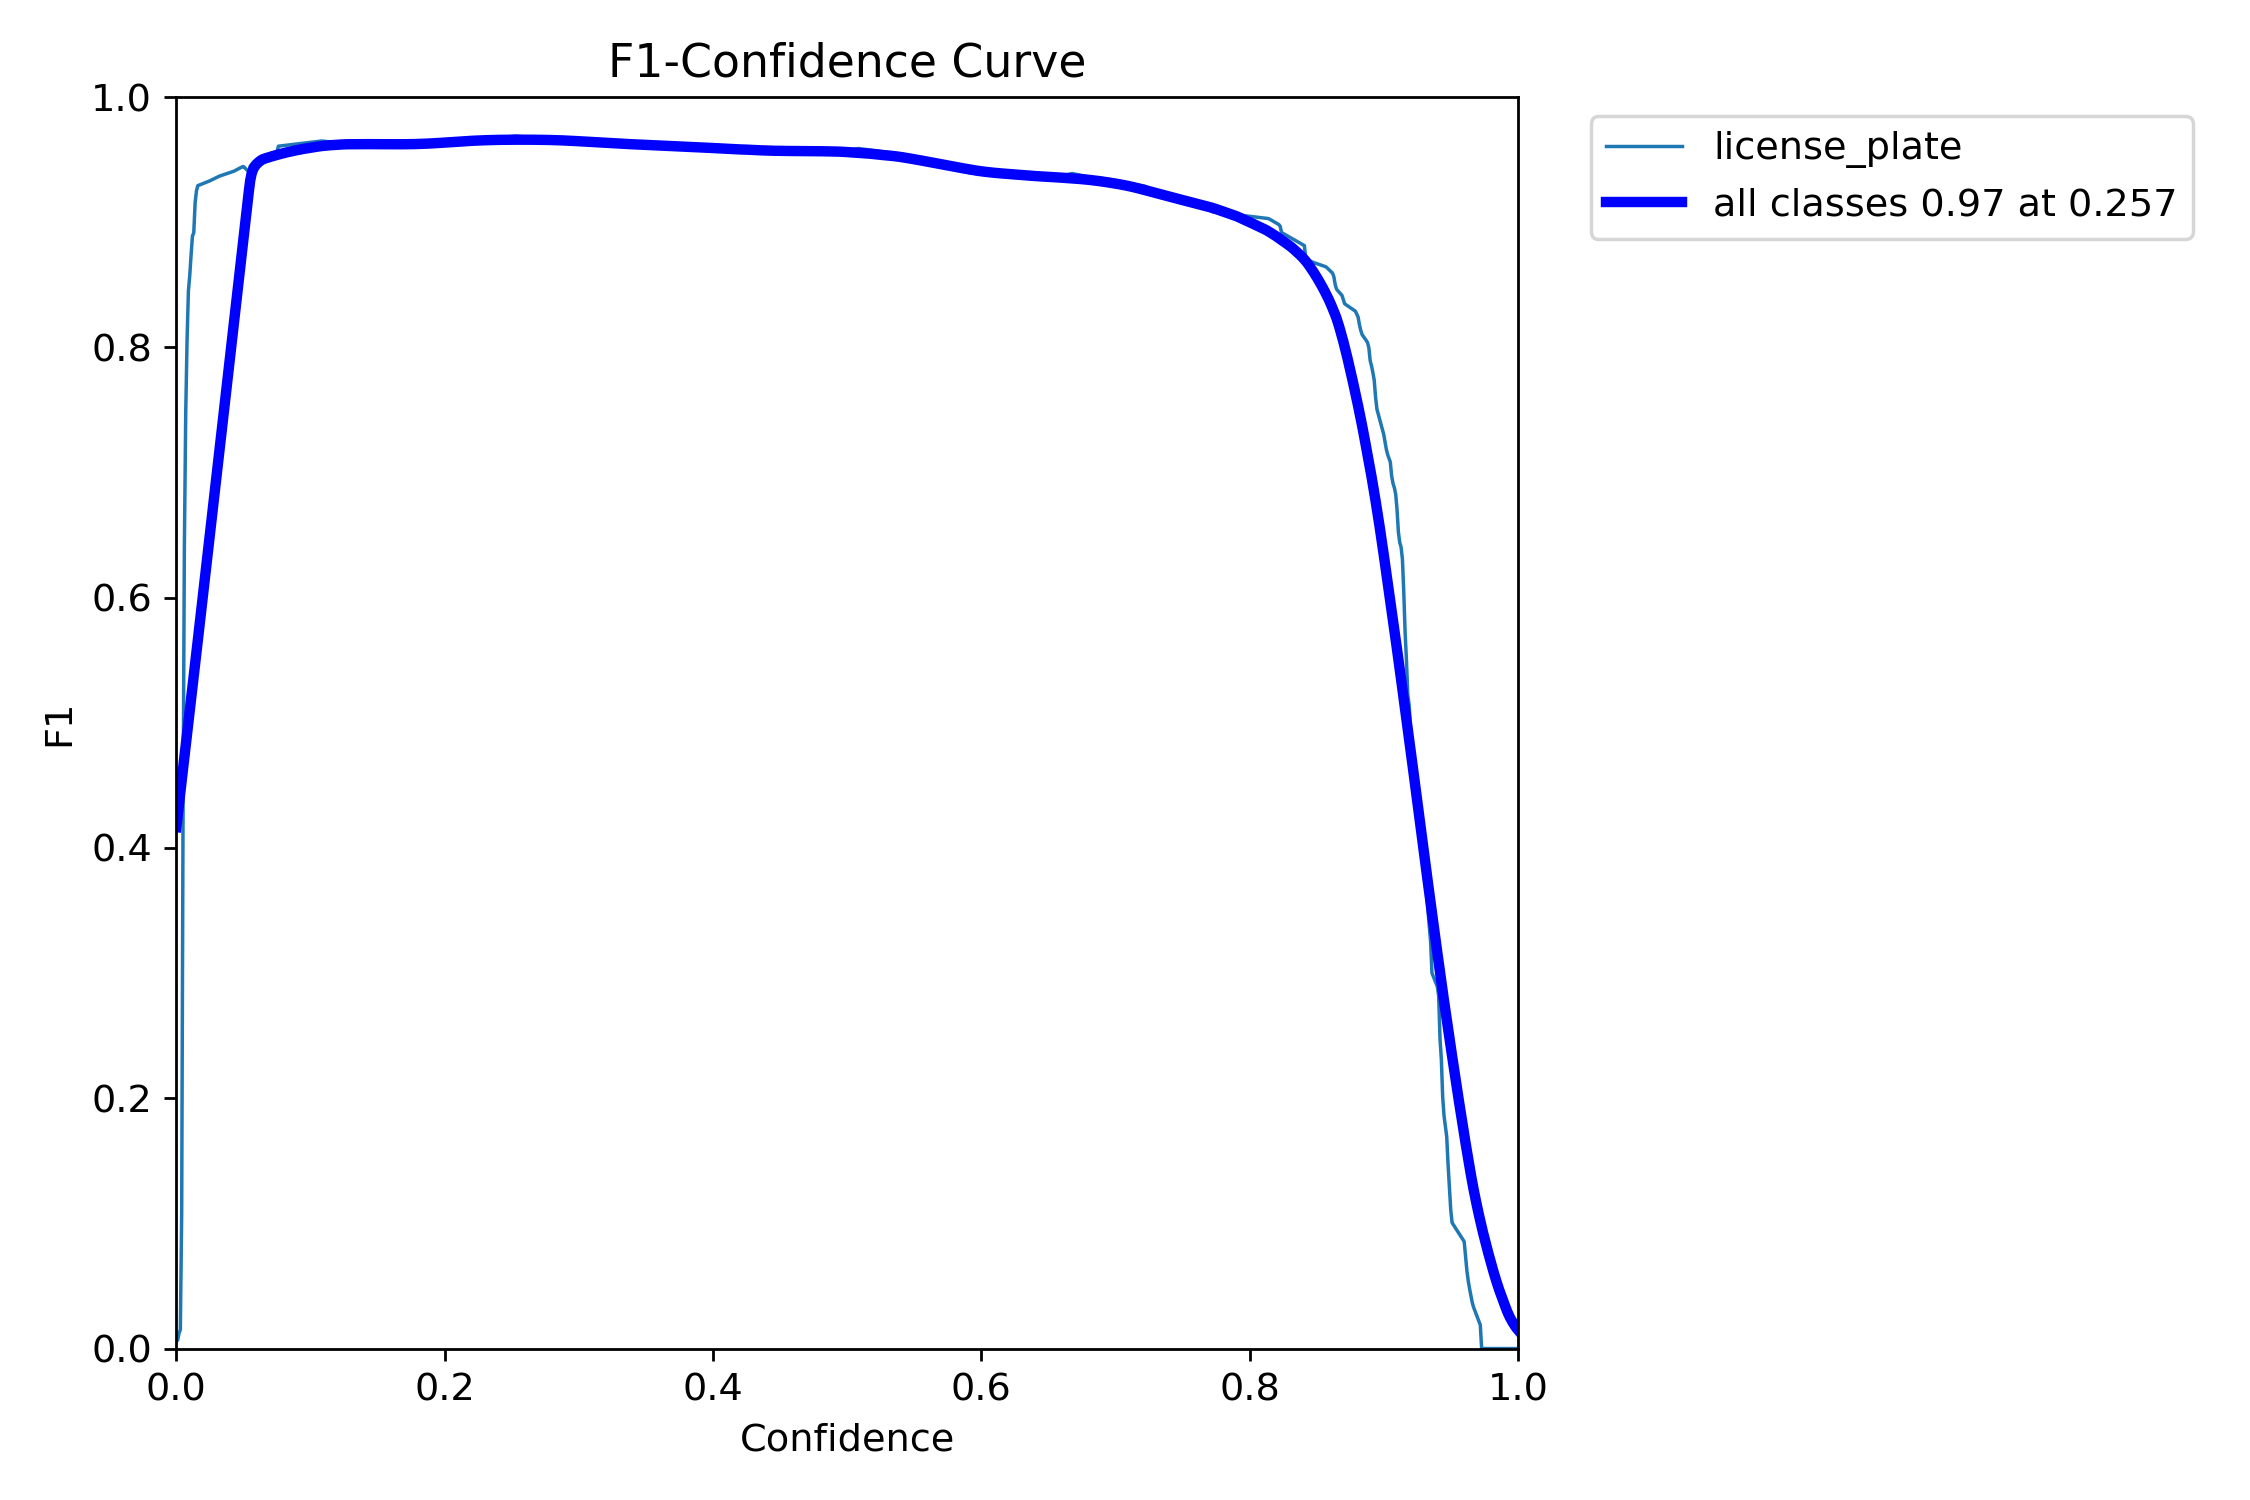 F1-Confidence Curve
license_plate
all classes 0.97 at 0.257
F1
1.0
0.8
0.6
0.4
0.2
0.0
0.0 0.2 0.4 0.6 0.8 1.0
Confidence